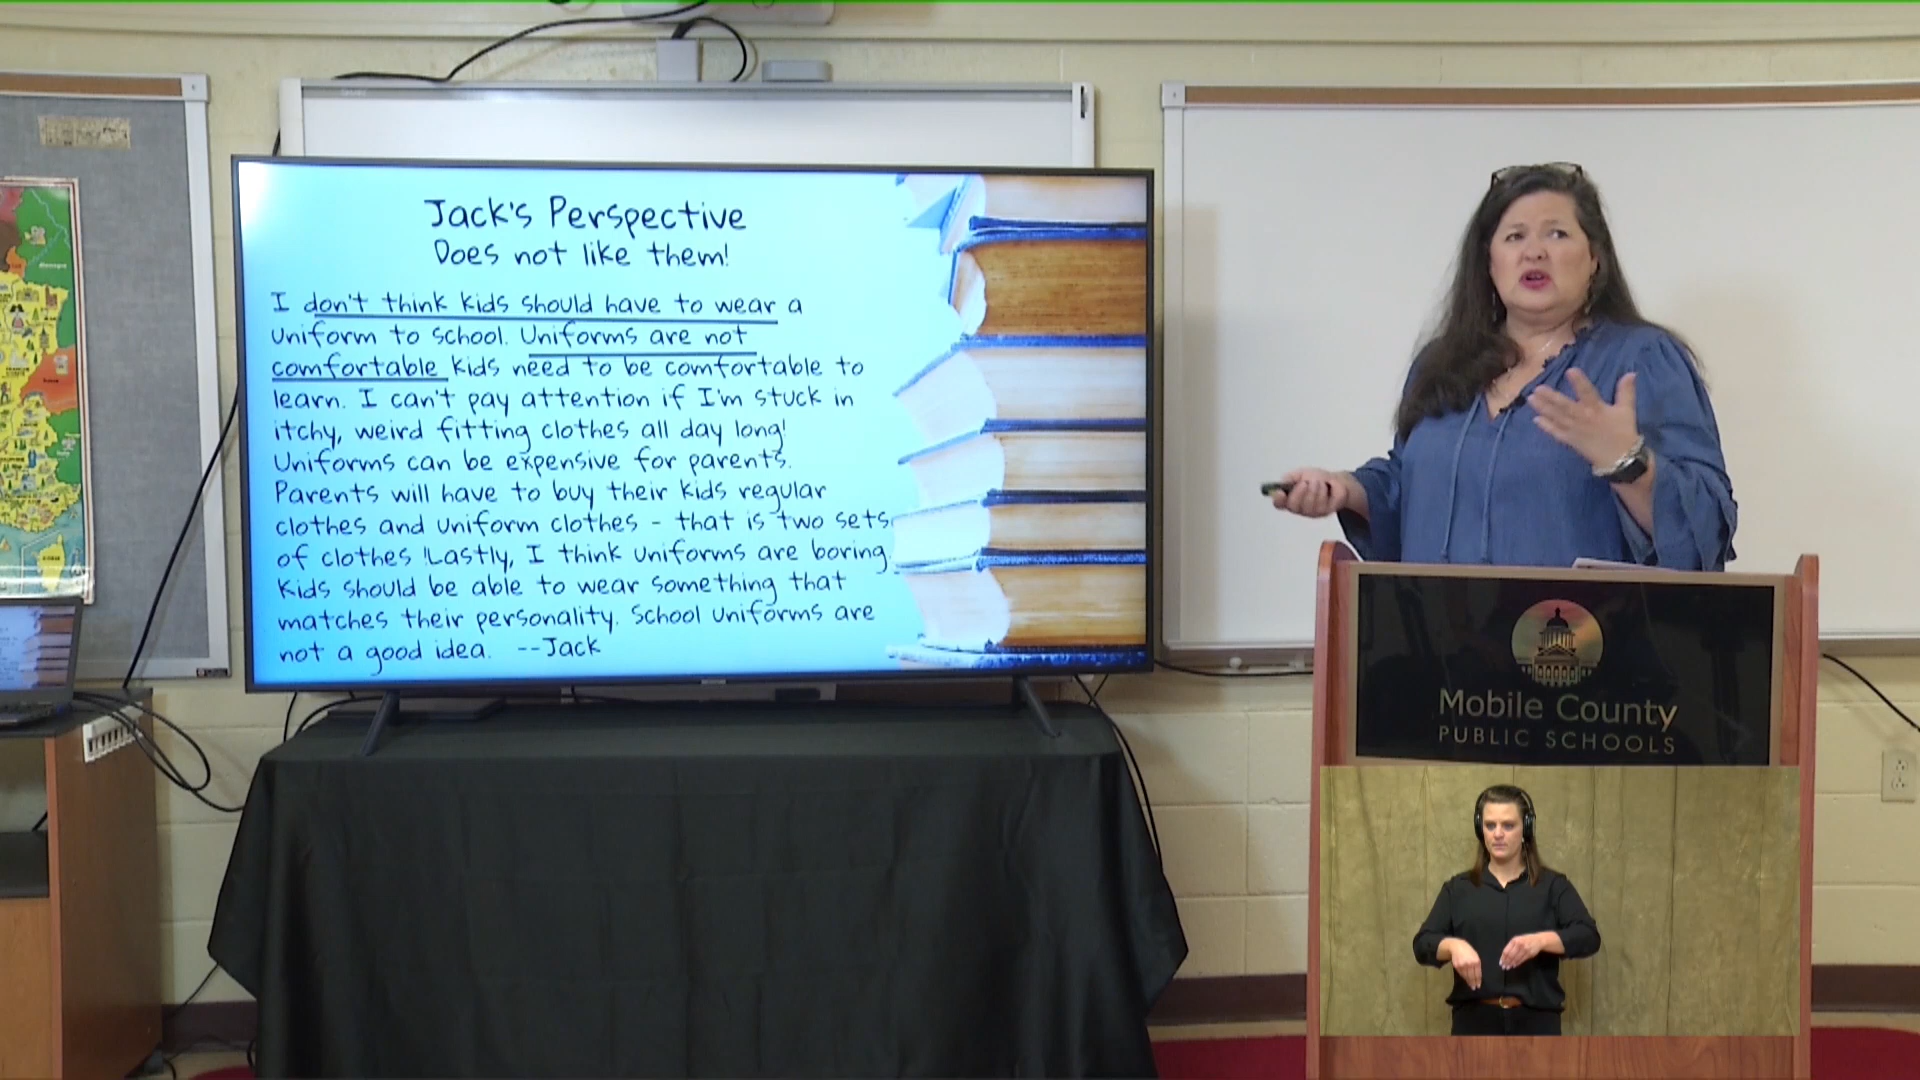 Jack's Perspective
Does not like them!
I don't think kids should have to wear a
uniform to school. Uniforms are not
comfortable kids need to be comfortable to
learn. I can't pay attention if I'm stuck in
itchy, weird fitting clothes all day long!
Uniforms can be expensive for parents.
Parents will have to buy their kids regular
clothes and uniform clothes - that is two sets
of clothes !Lastly, I think uniforms are boring.
Kids should be able to wear something that
matches their personality. School uniforms are
not a good idea. --Jack
Mobile County
PUBLIC SCHOOLS